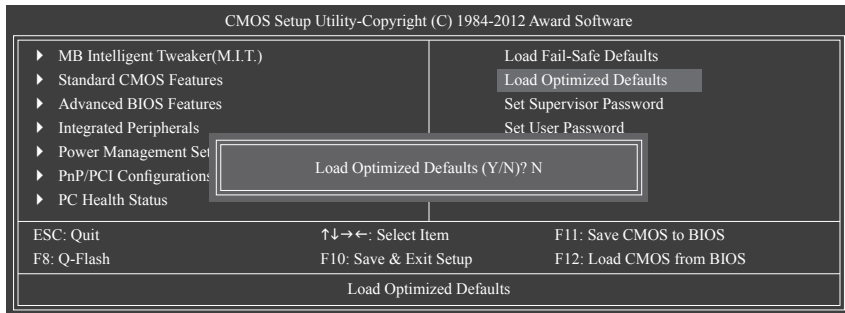 CMOS Setup Utility-Copyright (C) 1984-2012 Award Software
MB Intelligent Tweaker(M.I.T.)
Standard CMOS Features
Advanced BIOS Features
Integrated Peripherals
Power Management Set
PnP/PCI Configurations
PC Health Status
Load Fail-Safe Defaults
Load Optimized Defaults
Set Supervisor Password
Set User Password
Load Optimized Defaults (Y/N)? N
ESC: Quit
↑↓→←: Select Item
F11: Save CMOS to BIOS
F8: Q-Flash
F10: Save & Exit Setup
F12: Load CMOS from BIOS
Load Optimized Defaults